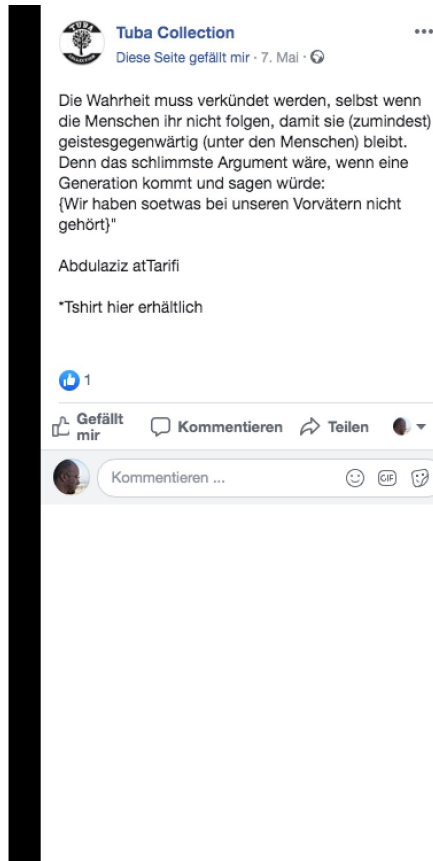 TUBA
COLLECTION
Tuba Collection
Diese Seite gefällt mir · 7. Mai ·
Die Wahrheit muss verkündet werden, selbst wenn
die Menschen ihr nicht folgen, damit sie (zumindest)
geistesgegenwärtig (unter den Menschen) bleibt.
Denn das schlimmste Argument wäre, wenn eine
Generation kommt und sagen würde:
{Wir haben soetwas bei unseren Vorvätern nicht
gehört}"
Abdulaziz atTarifi
*Tshirt hier erhältlich
1
Gefällt
mir
Kommentieren
Teilen
Kommentieren ...
GIF